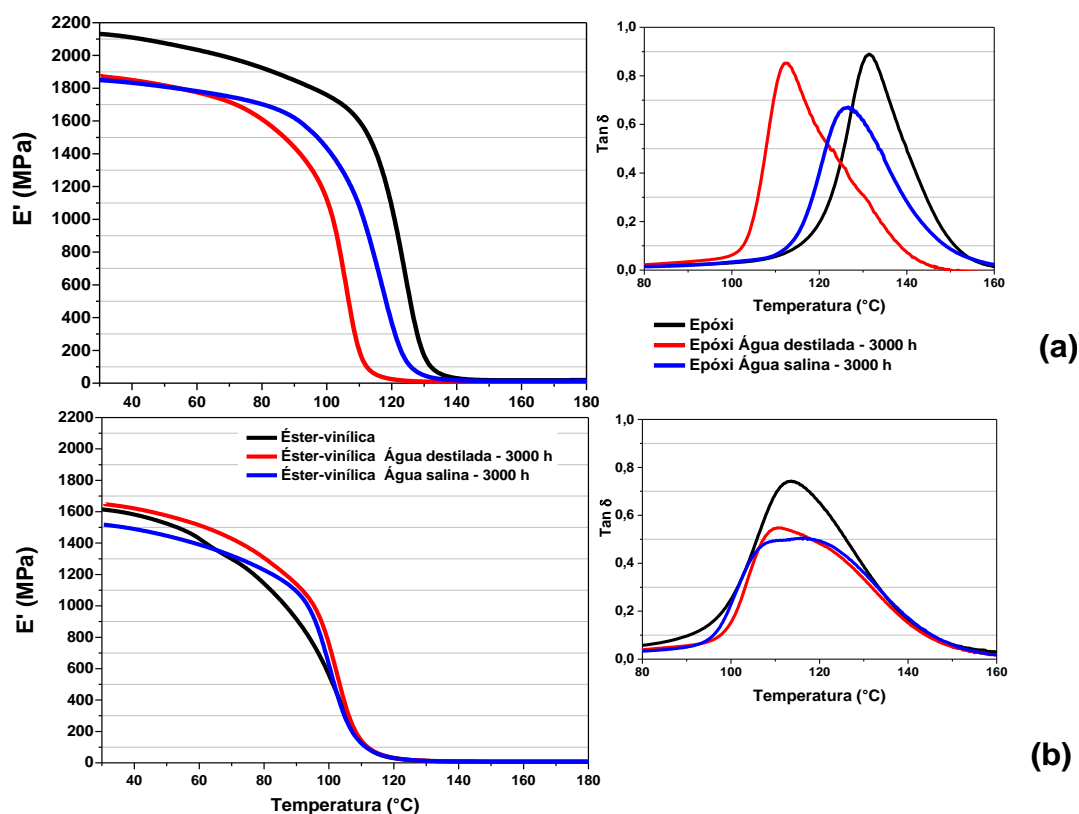 2200
2000
1800
1600
1400
1200
1000
800
600
400
200
0
E' (MPa)
40 60 80 100 120 140 160 180
1,0
0,8
0,6
0,4
0,2
0,0
Tan δ
80 100 120 140 160
Temperatura (°C)
Epóxi
Epóxi Água destilada - 3000 h
Epóxi Água salina - 3000 h
(a)
2200
2000
1800
1600
1400
1200
1000
800
600
400
200
0
E' (MPa)
Éster-vinílica
Éster-vinílica Água destilada - 3000 h
Éster-vinílica Água salina - 3000 h
40 60 80 100 120 140 160 180
Temperatura (°C)
1,0
0,8
0,6
0,4
0,2
0,0
Tan δ
80 100 120 140 160
Temperatura (°C)
(b)